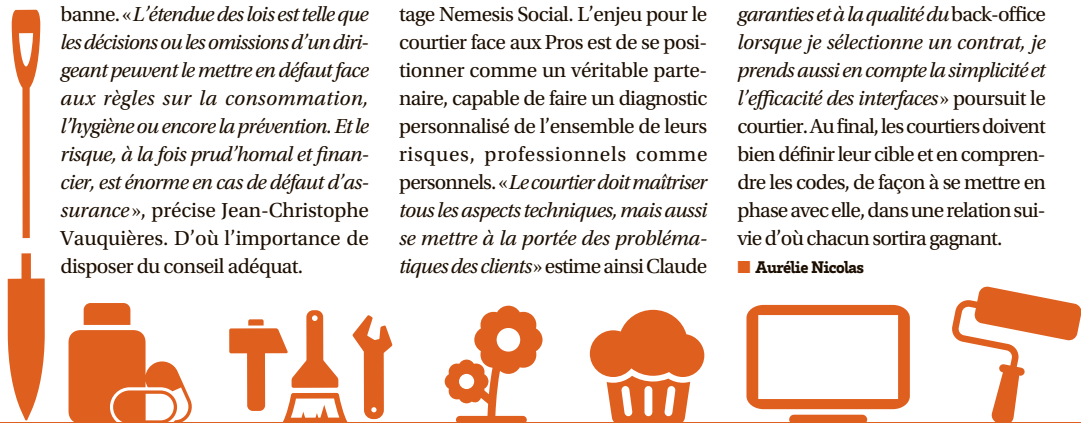 banne. «L'étendue des lois est telle que
les décisions ou les omissions d'un diri-
geant peuvent le mettre en défaut face
aux règles sur la consommation,
l'hygiène ou encore la prévention. Et le
risque, à la fois prud'homal et finan-
cier, est énorme en cas de défaut d'as-
surance», précise Jean-Christophe
Vauquières. D'où l'importance de
disposer du conseil adéquat.
tage Nemesis Social. L'enjeu pour le
courtier face aux Pros est de se posi-
tionner comme un véritable parte-
naire, capable de faire un diagnostic
personnalisé de l'ensemble de leurs
risques, professionnels comme
personnels. «Le courtier doit maîtriser
tous les aspects techniques, mais aussi
se mettre à la portée des probléma-
tiques des clients» estime ainsi Claude
garanties et à la qualité du back-office
lorsque je sélectionne un contrat, je
prends aussi en compte la simplicité et
l'efficacité des interfaces» poursuit le
courtier. Au final, les courtiers doivent
bien définir leur cible et en compren-
dre les codes, de façon à se mettre en
phase avec elle, dans une relation sui-
vie d'où chacun sortira gagnant.
■ Aurélie Nicolas